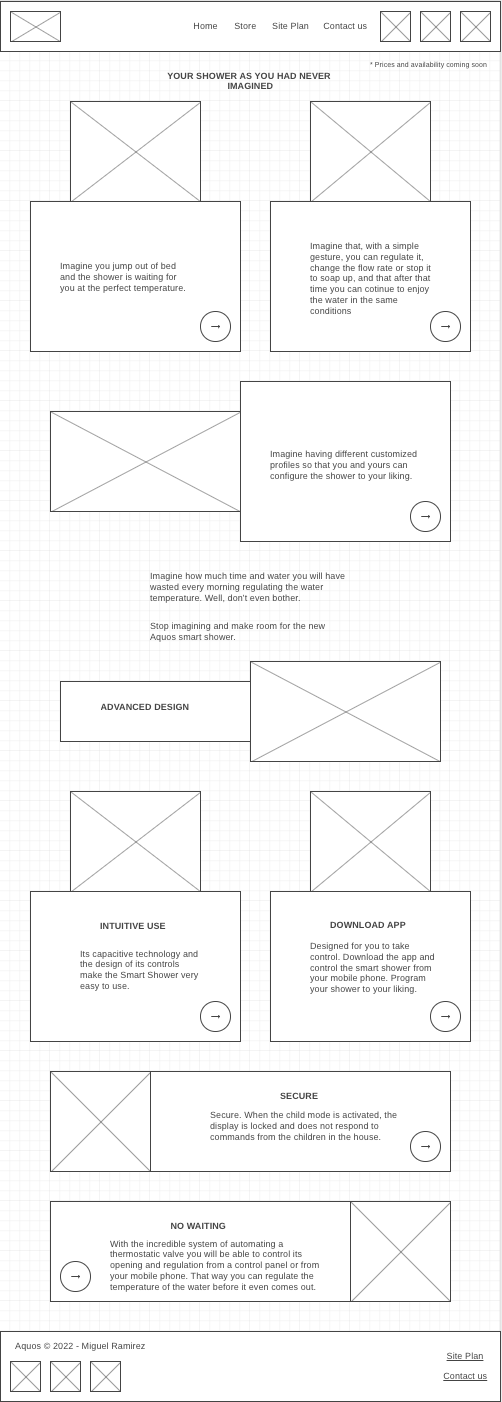 Home Store Site Plan Contact us
* Prices and availability coming soon
YOUR SHOWER AS YOU HAD NEVER
IMAGINED
Imagine you jump out of bed
and the shower is waiting for
you at the perfect temperature.
Imagine that, with a simple
gesture, you can regulate it,
change the flow rate or stop it
to soap up, and that after that
time you can cotinue to enjoy
the water in the same
conditions
Imagine having different customized
profiles so that you and yours can
configure the shower to your liking.
Imagine how much time and water you will have
wasted every morning regulating the water
temperature. Well, don't even bother.
Stop imagining and make room for the new
Aquos smart shower.
ADVANCED DESIGN
INTUITIVE USE
Its capacitive technology and
the design of its controls
make the Smart Shower very
easy to use.
DOWNLOAD APP
Designed for you to take
control. Download the app and
control the smart shower from
your mobile phone. Program
your shower to your liking.
SECURE
Secure. When the child mode is activated, the
display is locked and does not respond to
commands from the children in the house.
NO WAITING
With the incredible system of automating a
thermostatic valve you will be able to control its
opening and regulation from a control panel or from
your mobile phone. That way you can regulate the
temperature of the water before it even comes out.
Aquos © 2022 - Miguel Ramirez
Site Plan
Contact us